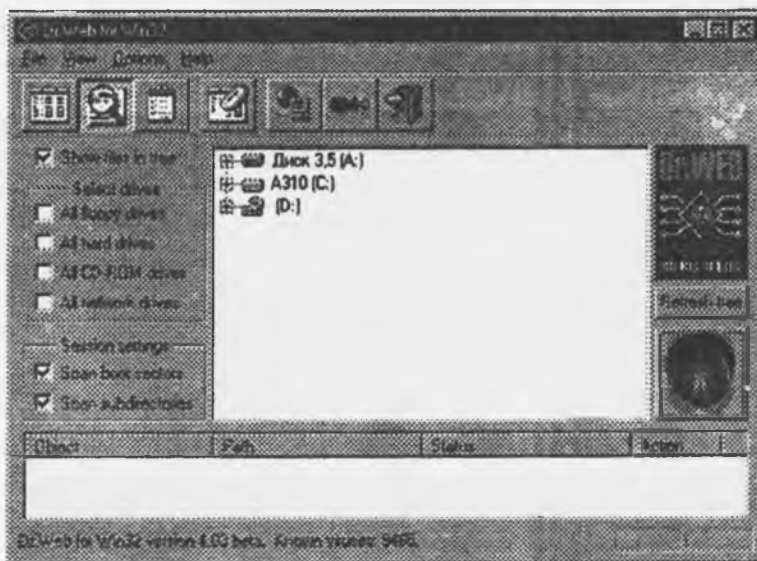 Dr.Web for Win32
File View Options Help
Show files in tree
Select drives
All floppy drives
All hard drives
All CD-ROM drives
All network drives
Session settings
Scan boot sectors
Scan subdirectories
Диск 3,5 (A:)
A310 (C:)
(D:)
DR.WEB
Refresh tree
Object Path Status Action
Dr.Web for Win32 version 4.03 beta. Known viruses: